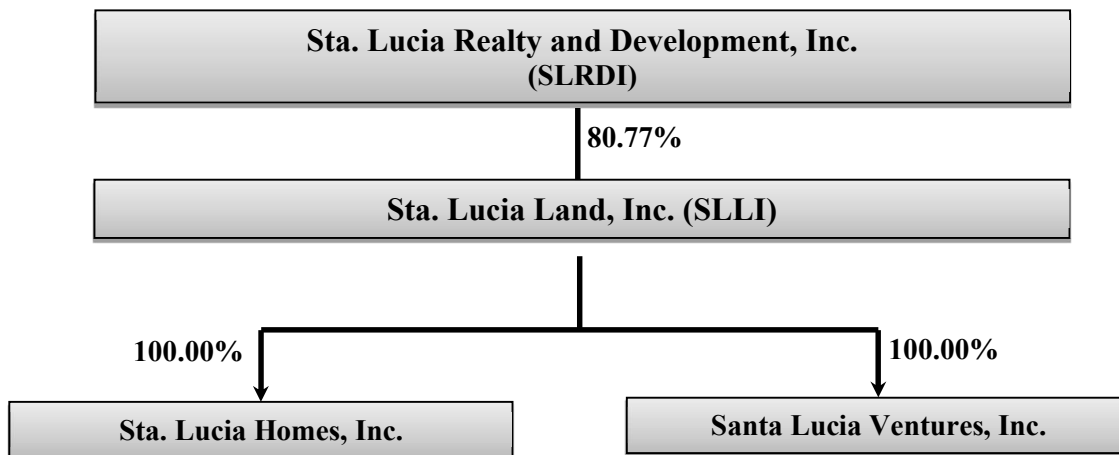 Sta. Lucia Realty and Development, Inc.
(SLRDI)
80.77%
Sta. Lucia Land, Inc. (SLLI)
100.00%
100.00%
Sta. Lucia Homes, Inc.
Santa Lucia Ventures, Inc.